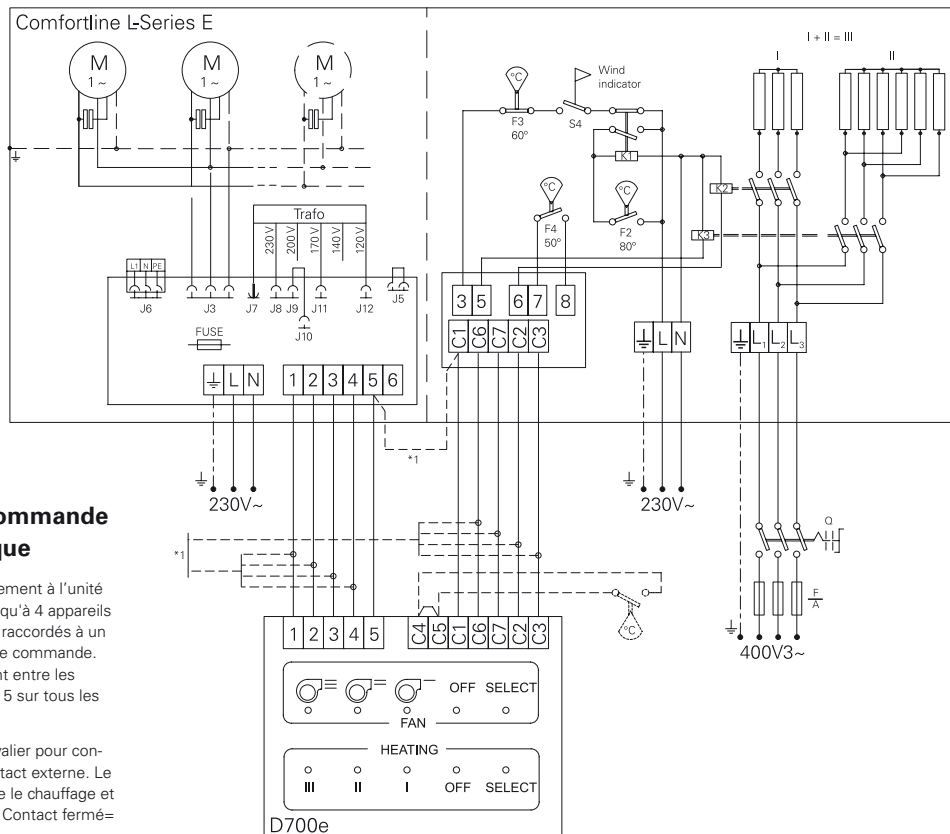 Comfortline L-Series E
I + II = III
I
II
M
1 ~
M
1 ~
M
1 ~
°C
F3
60°
Wind
indicator
S4
K1
K2
K3
°C
F4
50°
°C
F2
80°
Trafo
230 V
200 V
170 V
140 V
120 V
L1 N PE
J6
J3
J7
J8
J9
J10
J11
J12
J5
FUSE
L N
1 2 3 4 5 6
3 5 6 7 8
C1 C6 C7 C2 C3
L N
L1 L2 L3
*1
230V~
230V~
*1
Q
F
A
400V3~
°C
ommande
que
ement à l'unité
qu'à 4 appareils
raccordés à un
e commande.
nt entre les
5 sur tous les
valier pour con-
tact externe. Le
e le chauffage et
Contact fermé=
1 2 3 4 5
C4 C5 C1 C6 C7 C2 C3
OFF SELECT
FAN
HEATING
III II I OFF SELECT
D700e